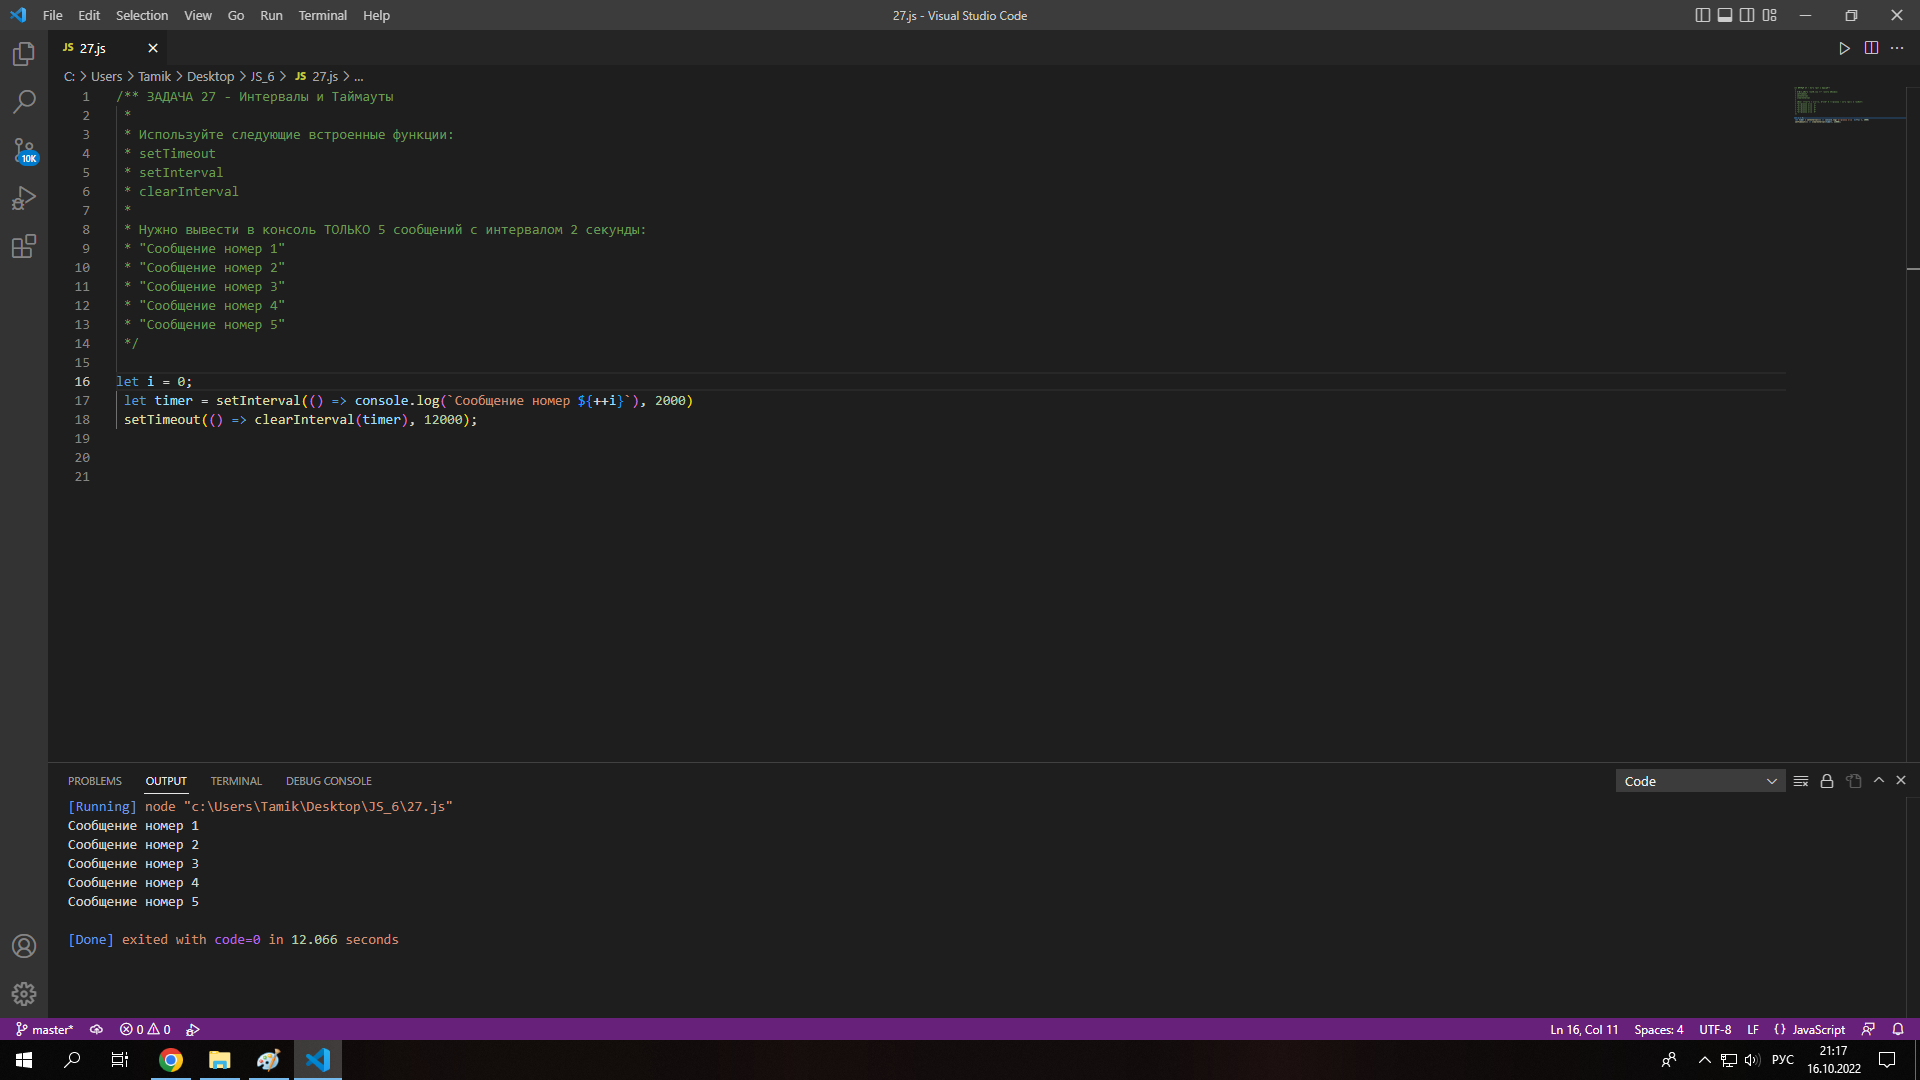 File Edit Selection View Go Run Terminal Help
27.js - Visual Studio Code
JS 27.js
C: > Users > Tamik > Desktop > JS_6 > JS 27.js > ...
1 /** ЗАДАЧА 27 - Интервалы и Таймауты
2 *
3 * Используйте следующие встроенные функции:
4 * setTimeout
5 * setInterval
6 * clearInterval
7 *
8 * Нужно вывести в консоль ТОЛЬКО 5 сообщений с интервалом 2 секунды:
9 * "Сообщение номер 1"
10 * "Сообщение номер 2"
11 * "Сообщение номер 3"
12 * "Сообщение номер 4"
13 * "Сообщение номер 5"
14 */
15
16 let i = 0;
17 let timer = setInterval(() => console.log(`Сообщение номер ${++i}`), 2000)
18 setTimeout(() => clearInterval(timer), 12000);
19
20
21
10K
PROBLEMS OUTPUT TERMINAL DEBUG CONSOLE
Code
[Running] node "c:\Users\Tamik\Desktop\JS_6\27.js"
Сообщение номер 1
Сообщение номер 2
Сообщение номер 3
Сообщение номер 4
Сообщение номер 5
[Done] exited with code=0 in 12.066 seconds
master* 0 0
Ln 16, Col 11 Spaces: 4 UTF-8 LF {} JavaScript
РУС
21:17
16.10.2022